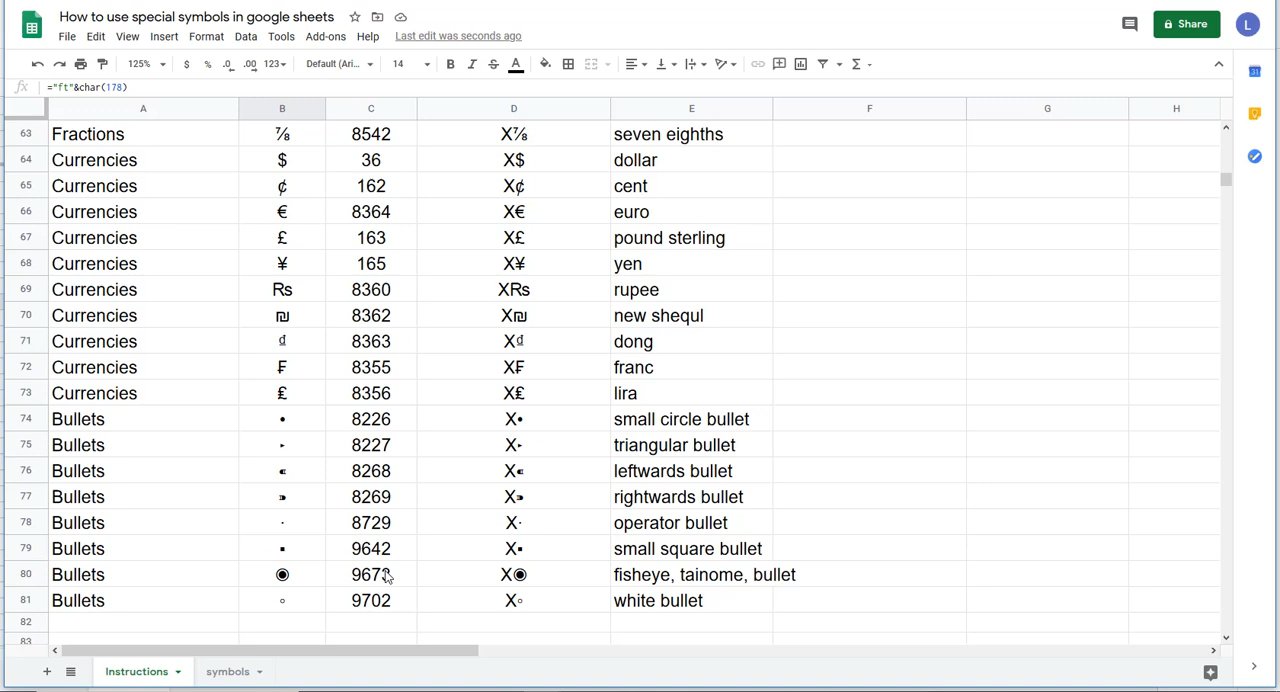 How to use special symbols in google sheets
File Edit View Insert Format Data Tools Add-ons Help Last edit was seconds ago
Share
L
125% $ % .0 .00 123 Default (Ari... 14 B I S A
fx ="ft"&char(178)
A B C D E F G H
63 Fractions ⅞ 8542 X⅞ seven eighths
64 Currencies $ 36 X$ dollar
65 Currencies ¢ 162 X¢ cent
66 Currencies € 8364 X€ euro
67 Currencies £ 163 X£ pound sterling
68 Currencies ¥ 165 X¥ yen
69 Currencies ₨ 8360 X₨ rupee
70 Currencies ₪ 8362 X₪ new shequl
71 Currencies ₫ 8363 X₫ dong
72 Currencies ₣ 8355 X₣ franc
73 Currencies ₤ 8356 X₤ lira
74 Bullets • 8226 X• small circle bullet
75 Bullets ‣ 8227 X‣ triangular bullet
76 Bullets ⁌ 8268 X⁌ leftwards bullet
77 Bullets ⁍ 8269 X⁍ rightwards bullet
78 Bullets ∙ 8729 X∙ operator bullet
79 Bullets ▪ 9642 X▪ small square bullet
80 Bullets ◉ X◉ fisheye, tainome, bullet
81 Bullets ◦ 9702 X◦ white bullet
82
83
Instructions symbols